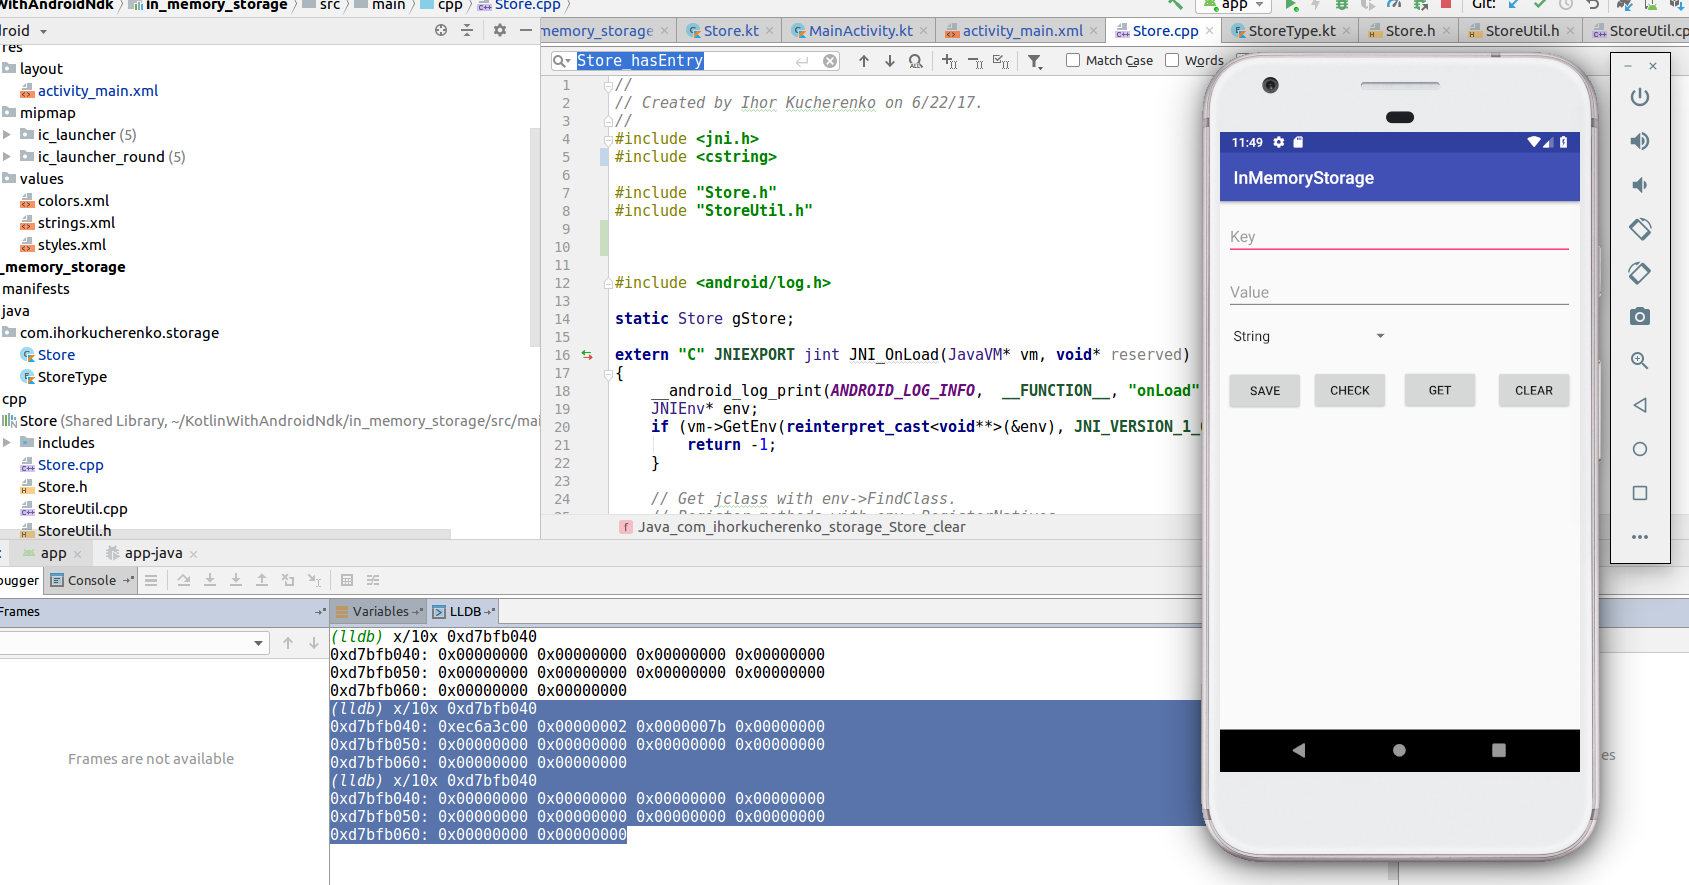 WithAndroidNdk in_memory_storage src main cpp Store.cpp
app Git:
droid
memory_storage Store.kt MainActivity.kt activity_main.xml Store.cpp StoreType.kt Store.h StoreUtil.h StoreUtil.cp
res
layout
activity_main.xml
mipmap
ic_launcher (5)
ic_launcher_round (5)
values
colors.xml
strings.xml
styles.xml
_memory_storage
manifests
java
com.ihorkucherenko.storage
Store
StoreType
cpp
Store (Shared Library, ~/KotlinWithAndroidNdk/in_memory_storage/src/mai
includes
Store.cpp
Store.h
StoreUtil.cpp
StoreUtil.h
Store_hasEntry Match Case Words
1 //
2 // Created by Ihor Kucherenko on 6/22/17.
3 //
4 #include <jni.h>
5 #include <cstring>
6
7 #include "Store.h"
8 #include "StoreUtil.h"
9
10
11
12 #include <android/log.h>
13
14 static Store gStore;
15
16 extern "C" JNIEXPORT jint JNI_OnLoad(JavaVM* vm, void* reserved)
17 {
18 __android_log_print(ANDROID_LOG_INFO, __FUNCTION__, "onLoad"
19 JNIEnv* env;
20 if (vm->GetEnv(reinterpret_cast<void**>(&env), JNI_VERSION_1_
21 return -1;
22 }
23
24 // Get jclass with env->FindClass.
25 // Register methods with env->RegisterNatives.
f Java_com_ihorkucherenko_storage_Store_clear
11:49
InMemoryStorage
Key
Value
String
SAVE CHECK GET CLEAR
app app-java
bugger Console
Frames
Variables LLDB
Frames are not available
(lldb) x/10x 0xd7bfb040
0xd7bfb040: 0x00000000 0x00000000 0x00000000 0x00000000
0xd7bfb050: 0x00000000 0x00000000 0x00000000 0x00000000
0xd7bfb060: 0x00000000 0x00000000
(lldb) x/10x 0xd7bfb040
0xd7bfb040: 0xec6a3c00 0x00000002 0x0000007b 0x00000000
0xd7bfb050: 0x00000000 0x00000000 0x00000000 0x00000000
0xd7bfb060: 0x00000000 0x00000000
(lldb) x/10x 0xd7bfb040
0xd7bfb040: 0x00000000 0x00000000 0x00000000 0x00000000
0xd7bfb050: 0x00000000 0x00000000 0x00000000 0x00000000
0xd7bfb060: 0x00000000 0x00000000
es